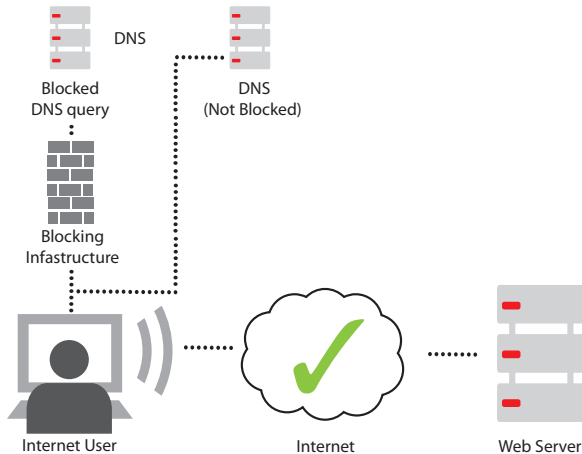 DNS
Blocked
DNS query
DNS
(Not Blocked)
Blocking
Infastructure
Internet User
Internet
Web Server